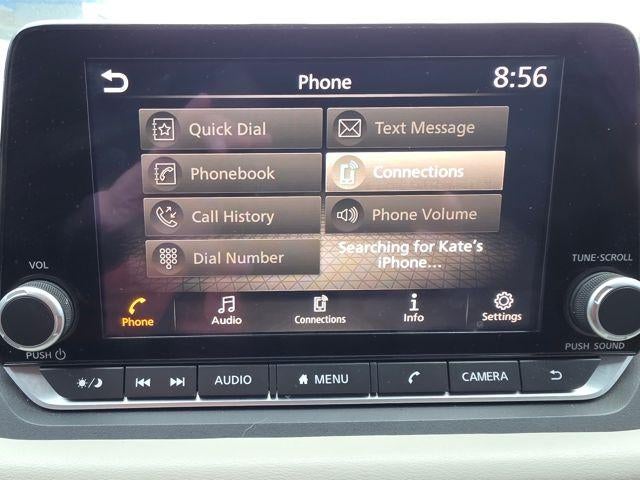 Phone
8:56
Quick Dial
Text Message
Phonebook
Connections
Call History
Phone Volume
Dial Number
Searching for Kate's
iPhone...
VOL
TUNE·SCROLL
Phone
Audio
Connections
Info
Settings
PUSH
PUSH SOUND
AUDIO
MENU
CAMERA